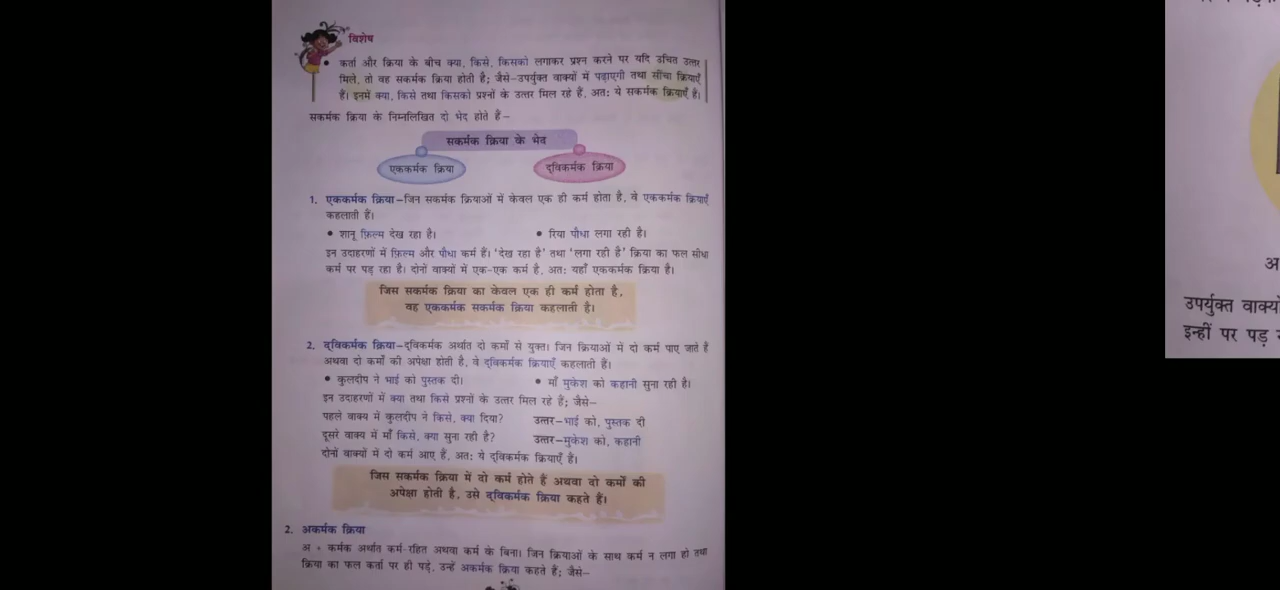 विशेष
• कर्ता और क्रिया के बीच क्या, किसे, किसको लगाकर प्रश्न करने पर यदि उचित उत्तर
मिले, तो वह सकर्मक क्रिया होती है; जैसे–उपर्युक्त वाक्यों में पढ़ाएगी तथा सींचा क्रियाएँ
हैं। इनमें क्या, किसे तथा किसको प्रश्नों के उत्तर मिल रहे हैं, अत: ये सकर्मक क्रियाएँ हैं।
सकर्मक क्रिया के निम्नलिखित दो भेद होते हैं–
सकर्मक क्रिया के भेद
एककर्मक क्रिया द्विकर्मक क्रिया
1. एककर्मक क्रिया–जिन सकर्मक क्रियाओं में केवल एक ही कर्म होता है, वे एककर्मक क्रियाएँ
कहलाती हैं।
• शानू फ़िल्म देख रहा है। • रिया पौधा लगा रही है।
इन उदाहरणों में फ़िल्म और पौधा कर्म हैं। 'देख रहा है' तथा 'लगा रही है' क्रिया का फल सीधा
कर्म पर पड़ रहा है। दोनों वाक्यों में एक-एक कर्म है, अत: यहाँ एककर्मक क्रिया है।
जिस सकर्मक क्रिया का केवल एक ही कर्म होता है,
वह एककर्मक सकर्मक क्रिया कहलाती है।
2. द्विकर्मक क्रिया–द्विकर्मक अर्थात दो कर्मों से युक्त। जिन क्रियाओं में दो कर्म पाए जाते हैं
अथवा दो कर्मों की अपेक्षा होती है, वे द्विकर्मक क्रियाएँ कहलाती हैं।
• कुलदीप ने भाई को पुस्तक दी। • माँ मुकेश को कहानी सुना रही है।
इन उदाहरणों में क्या तथा किसे प्रश्नों के उत्तर मिल रहे हैं; जैसे–
पहले वाक्य में कुलदीप ने किसे, क्या दिया? उत्तर–भाई को, पुस्तक दी
दूसरे वाक्य में माँ किसे, क्या सुना रही है? उत्तर–मुकेश को, कहानी
दोनों वाक्यों में दो कर्म आए हैं, अत: ये द्विकर्मक क्रियाएँ हैं।
जिस सकर्मक क्रिया में दो कर्म होते हैं अथवा दो कर्मों की
अपेक्षा होती है, उसे द्विकर्मक क्रिया कहते हैं।
2. अकर्मक क्रिया
अ + कर्मक अर्थात कर्म-रहित अथवा कर्म के बिना। जिन क्रियाओं के साथ कर्म न लगा हो तथा
क्रिया का फल कर्ता पर ही पड़े, उन्हें अकर्मक क्रिया कहते हैं; जैसे–
अ
उपर्युक्त वाक्यों
इन्हीं पर पड़